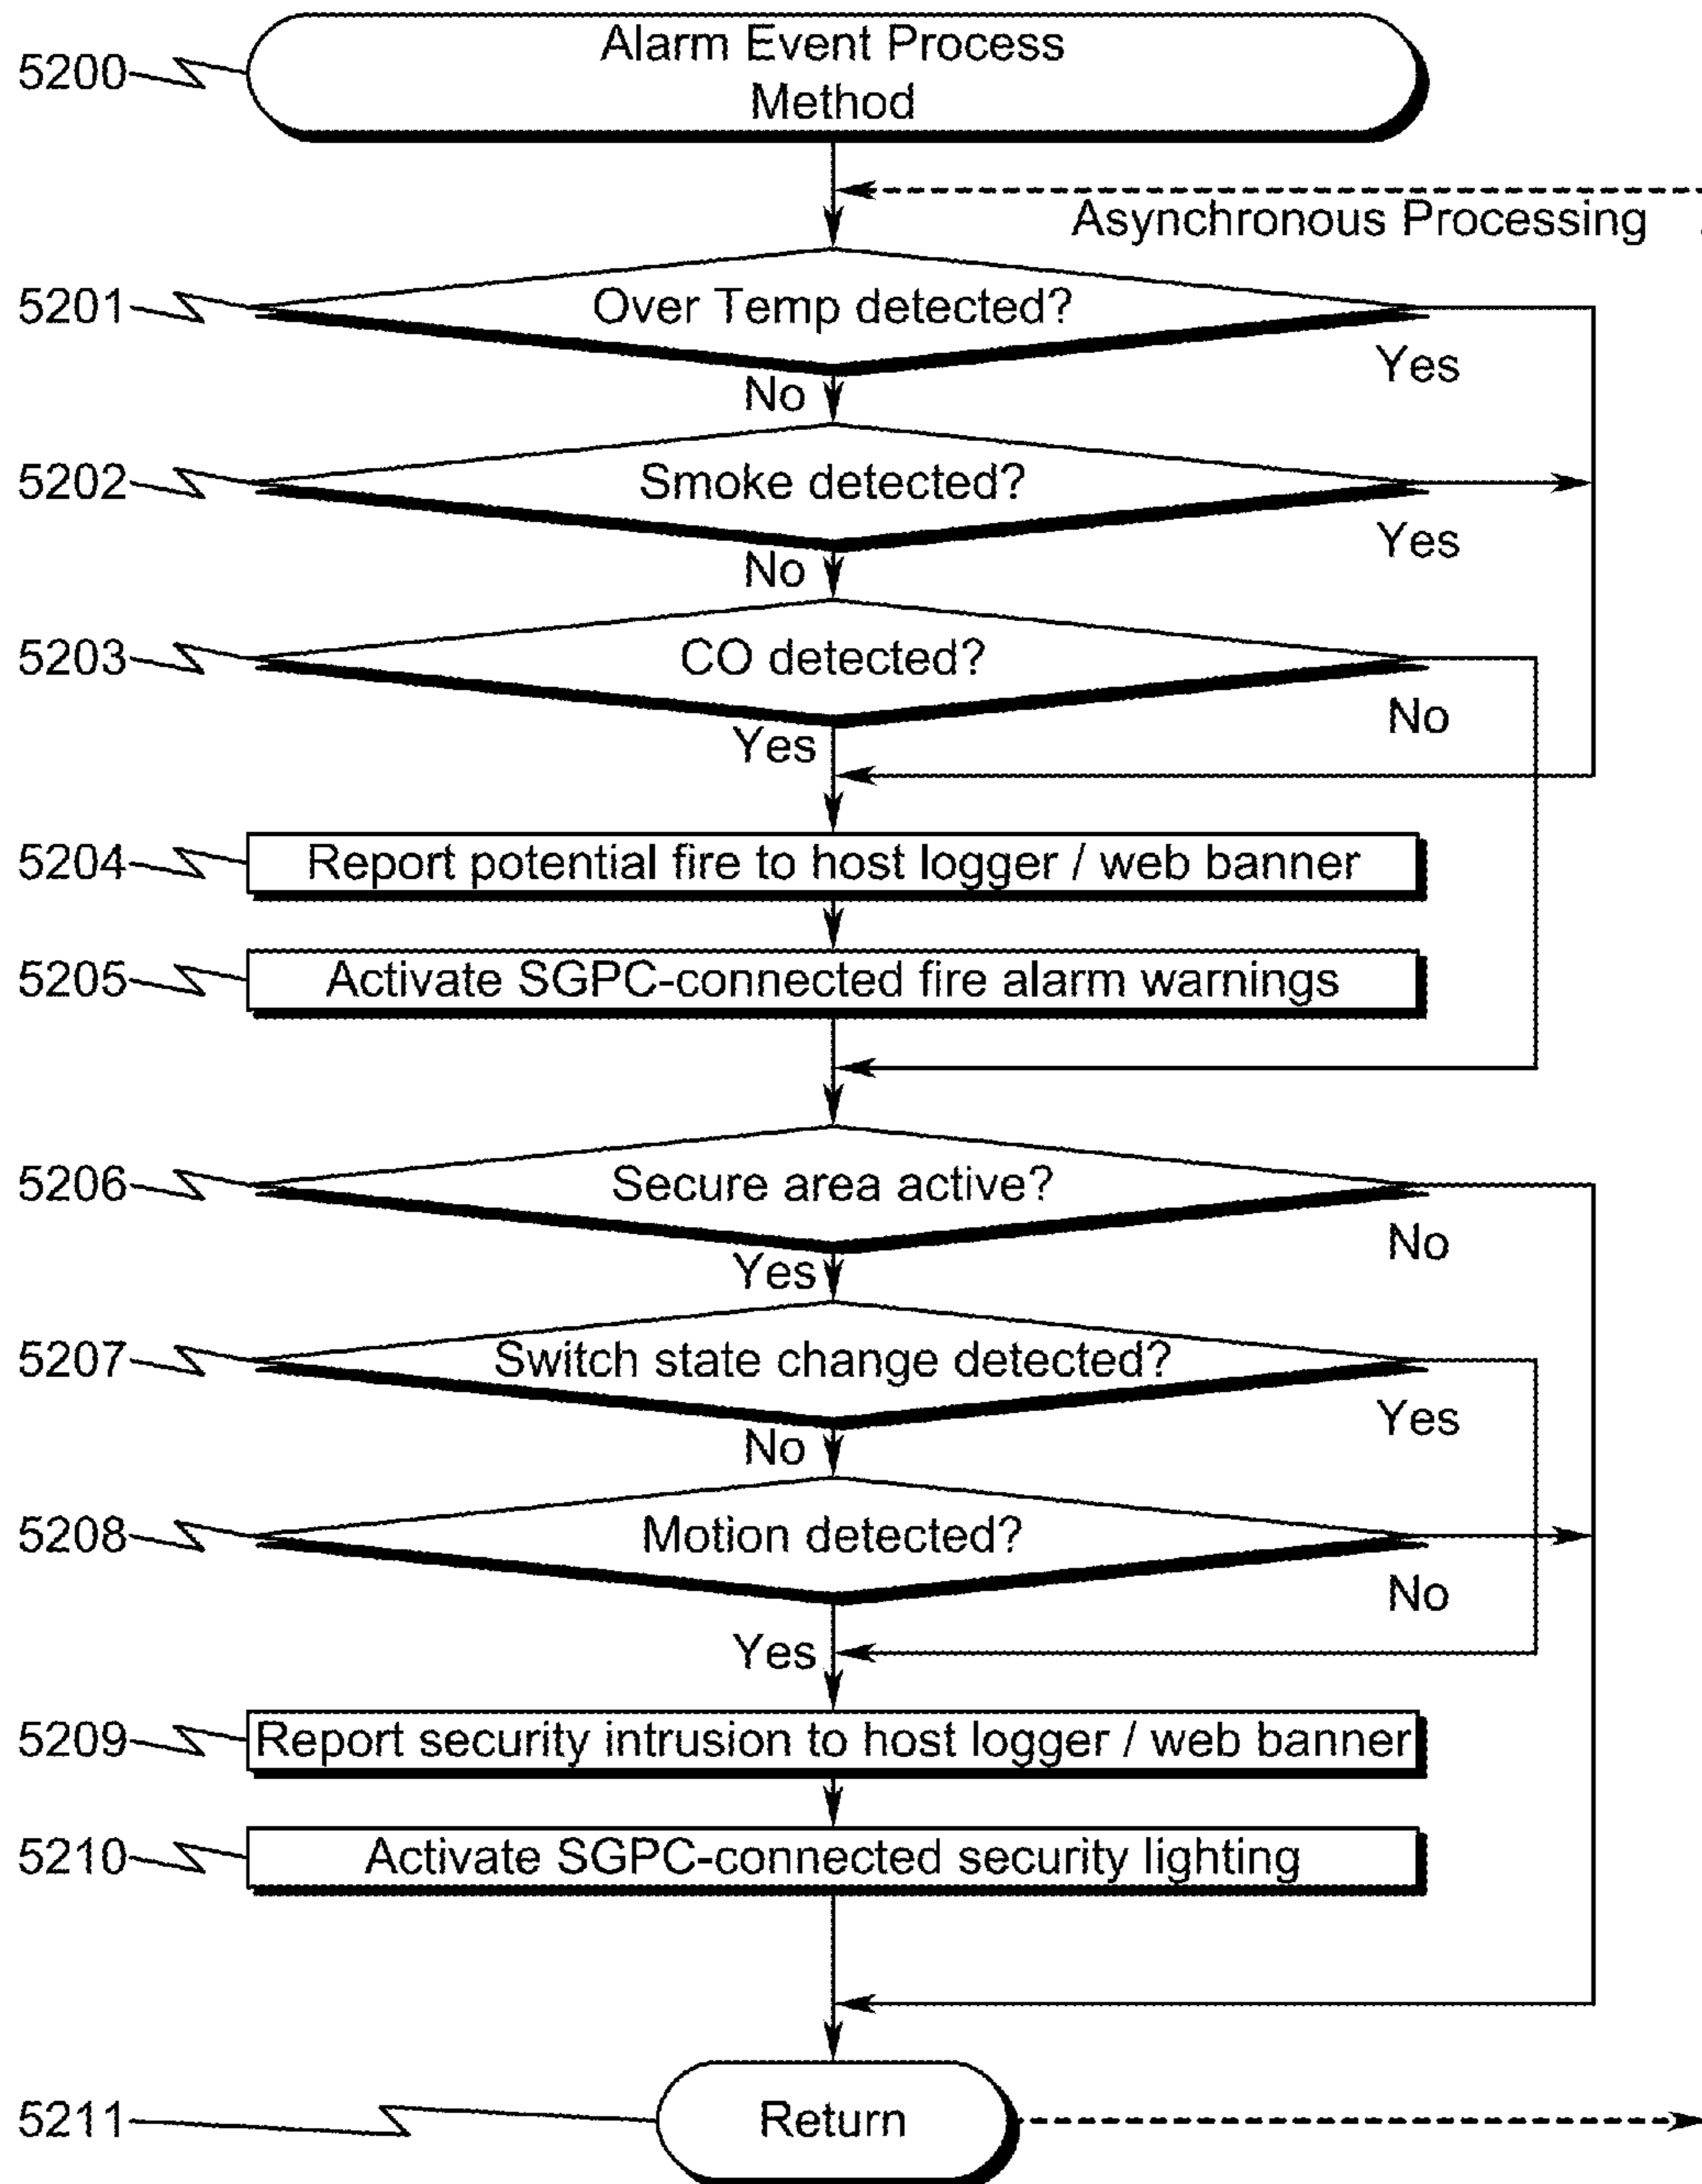 5200
Alarm Event Process
Method
Asynchronous Processing
5201
Over Temp detected?
Yes
No
5202
Smoke detected?
Yes
No
5203
CO detected?
No
Yes
5204
Report potential fire to host logger / web banner
5205
Activate SGPC-connected fire alarm warnings
5206
Secure area active?
No
Yes
5207
Switch state change detected?
Yes
No
5208
Motion detected?
No
Yes
5209
Report security intrusion to host logger / web banner
5210
Activate SGPC-connected security lighting
5211
Return